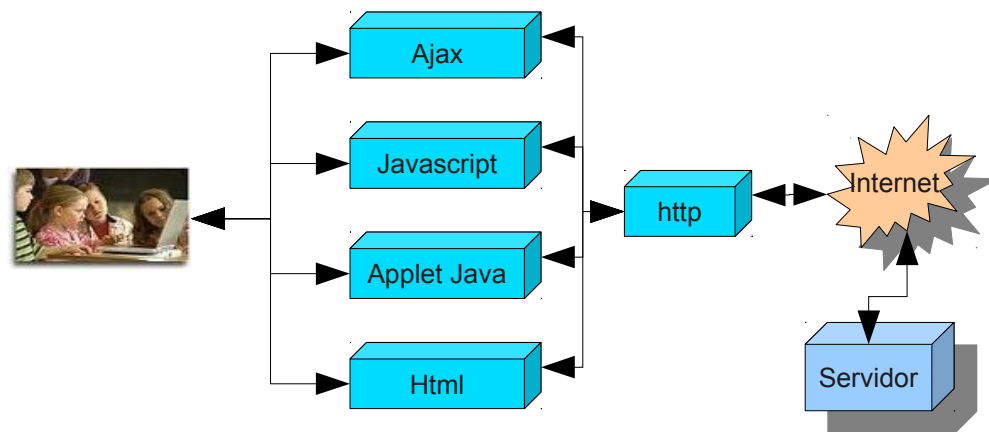 Ajax
Javascript
Applet Java
Html
http
Internet
Servidor